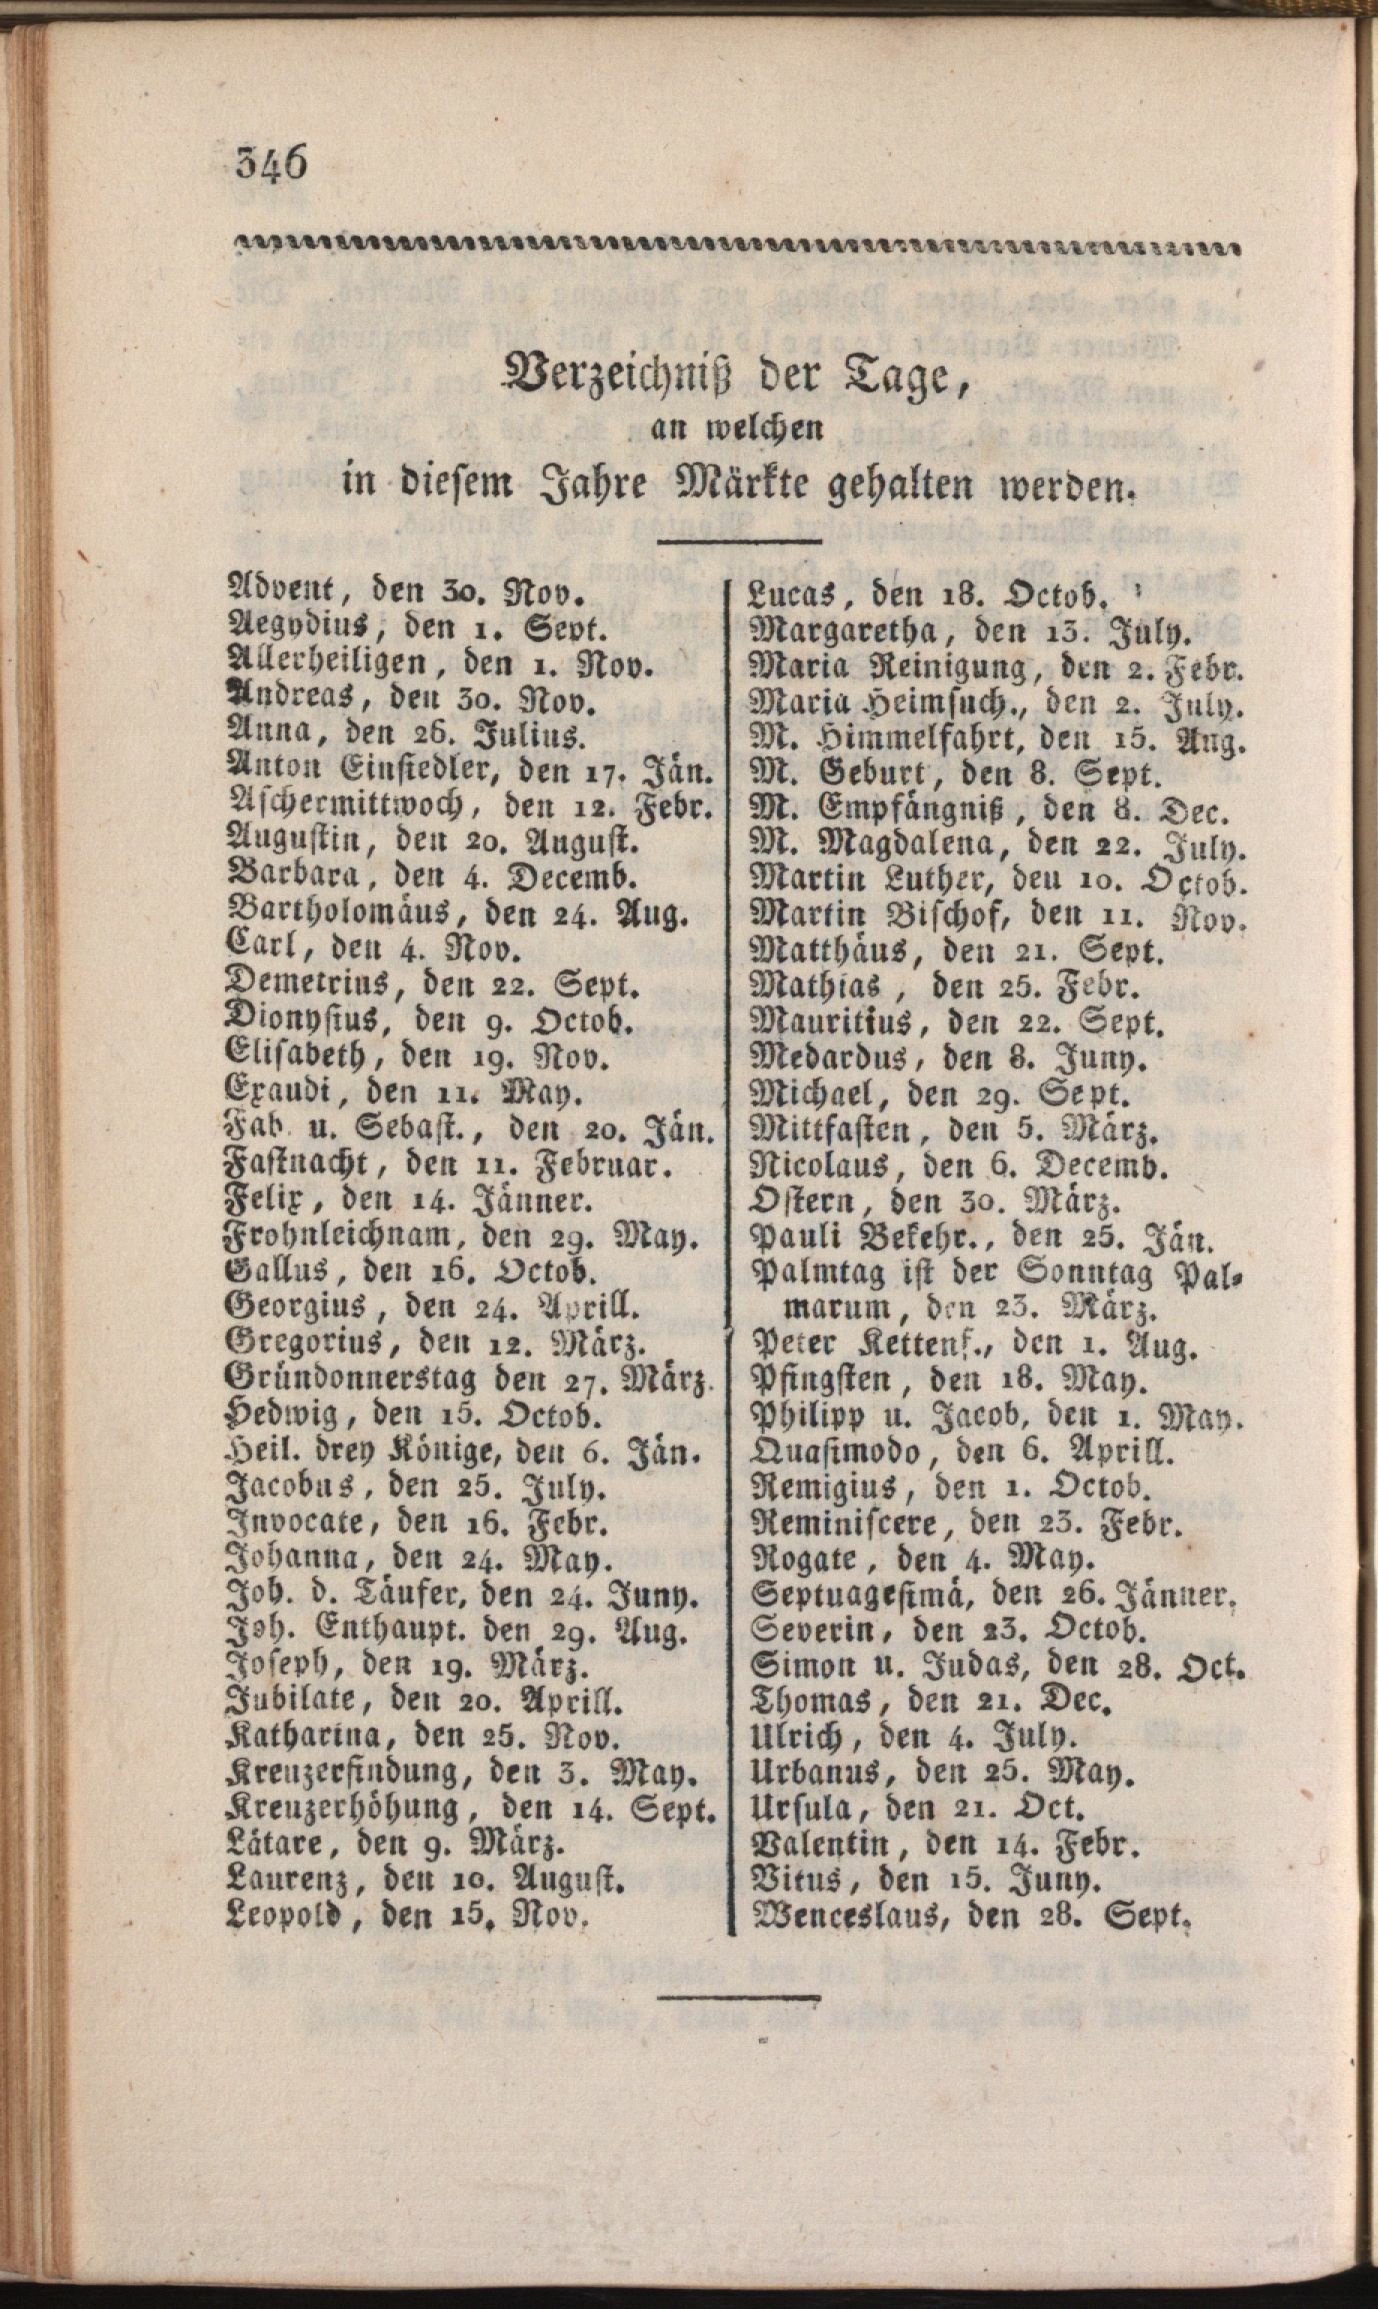 346
Verzeichniß der Tage,
an welchen
in diesem Jahre Märkte gehalten werden.
Advent, den 30. Nov.
Aegydius, den 1. Sept.
Allerheiligen, den 1. Nov.
Andreas, den 30. Nov.
Anna, den 26. Julius.
Anton Einsiedler, den 17. Jän.
Aschermittwoch, den 12. Febr.
Augustin, den 20. August.
Barbara, den 4. Decemb.
Bartholomäus, den 24. Aug.
Carl, den 4. Nov.
Demetrius, den 22. Sept.
Dionysius, den 9. Octob.
Elisabeth, den 19. Nov.
Exaudi, den 11. May.
Fab. u. Sebast., den 20. Jän.
Fastnacht, den 11. Februar.
Felix, den 14. Jänner.
Frohnleichnam, den 29. May.
Gallus, den 16. Octob.
Georgius, den 24. Aprill.
Gregorius, den 12. März.
Gründonnerstag den 27. März.
Hedwig, den 15. Octob.
Heil. drey Könige, den 6. Jän.
Jacobus, den 25. July.
Invocate, den 16. Febr.
Johanna, den 24. May.
Joh. d. Täufer, den 24. Juny.
Joh. Enthaupt. den 29. Aug.
Joseph, den 19. März.
Jubilate, den 20. Aprill.
Katharina, den 25. Nov.
Kreuzerfindung, den 3. May.
Kreuzerhöhung, den 14. Sept.
Lätare, den 9. März.
Laurenz, den 10. August.
Leopold, den 15. Nov.
Lucas, den 18. Octob.
Margaretha, den 13. July.
Maria Reinigung, den 2. Febr.
Maria Heimsuch., den 2. July.
M. Himmelfahrt, den 15. Aug.
M. Geburt, den 8. Sept.
M. Empfängniß, den 8. Dec.
M. Magdalena, den 22. July.
Martin Luther, den 10. Octob.
Martin Bischof, den 11. Nov.
Matthäus, den 21. Sept.
Mathias, den 25. Febr.
Mauritius, den 22. Sept.
Medardus, den 8. Juny.
Michael, den 29. Sept.
Mittfasten, den 5. März.
Nicolaus, den 6. Decemb.
Ostern, den 30. März.
Pauli Bekehr., den 25. Jän.
Palmtag ist der Sonntag Pal-
marum, den 23. März.
Peter Kettenf., den 1. Aug.
Pfingsten, den 18. May.
Philipp u. Jacob, den 1. May.
Quasimodo, den 6. Aprill.
Remigius, den 1. Octob.
Reminiscere, den 23. Febr.
Rogate, den 4. May.
Septuagesimä, den 26. Jänner.
Severin, den 23. Octob.
Simon u. Judas, den 28. Oct.
Thomas, den 21. Dec.
Ulrich, den 4. July.
Urbanus, den 25. May.
Ursula, den 21. Oct.
Valentin, den 14. Febr.
Vitus, den 15. Juny.
Wenceslaus, den 28. Sept.